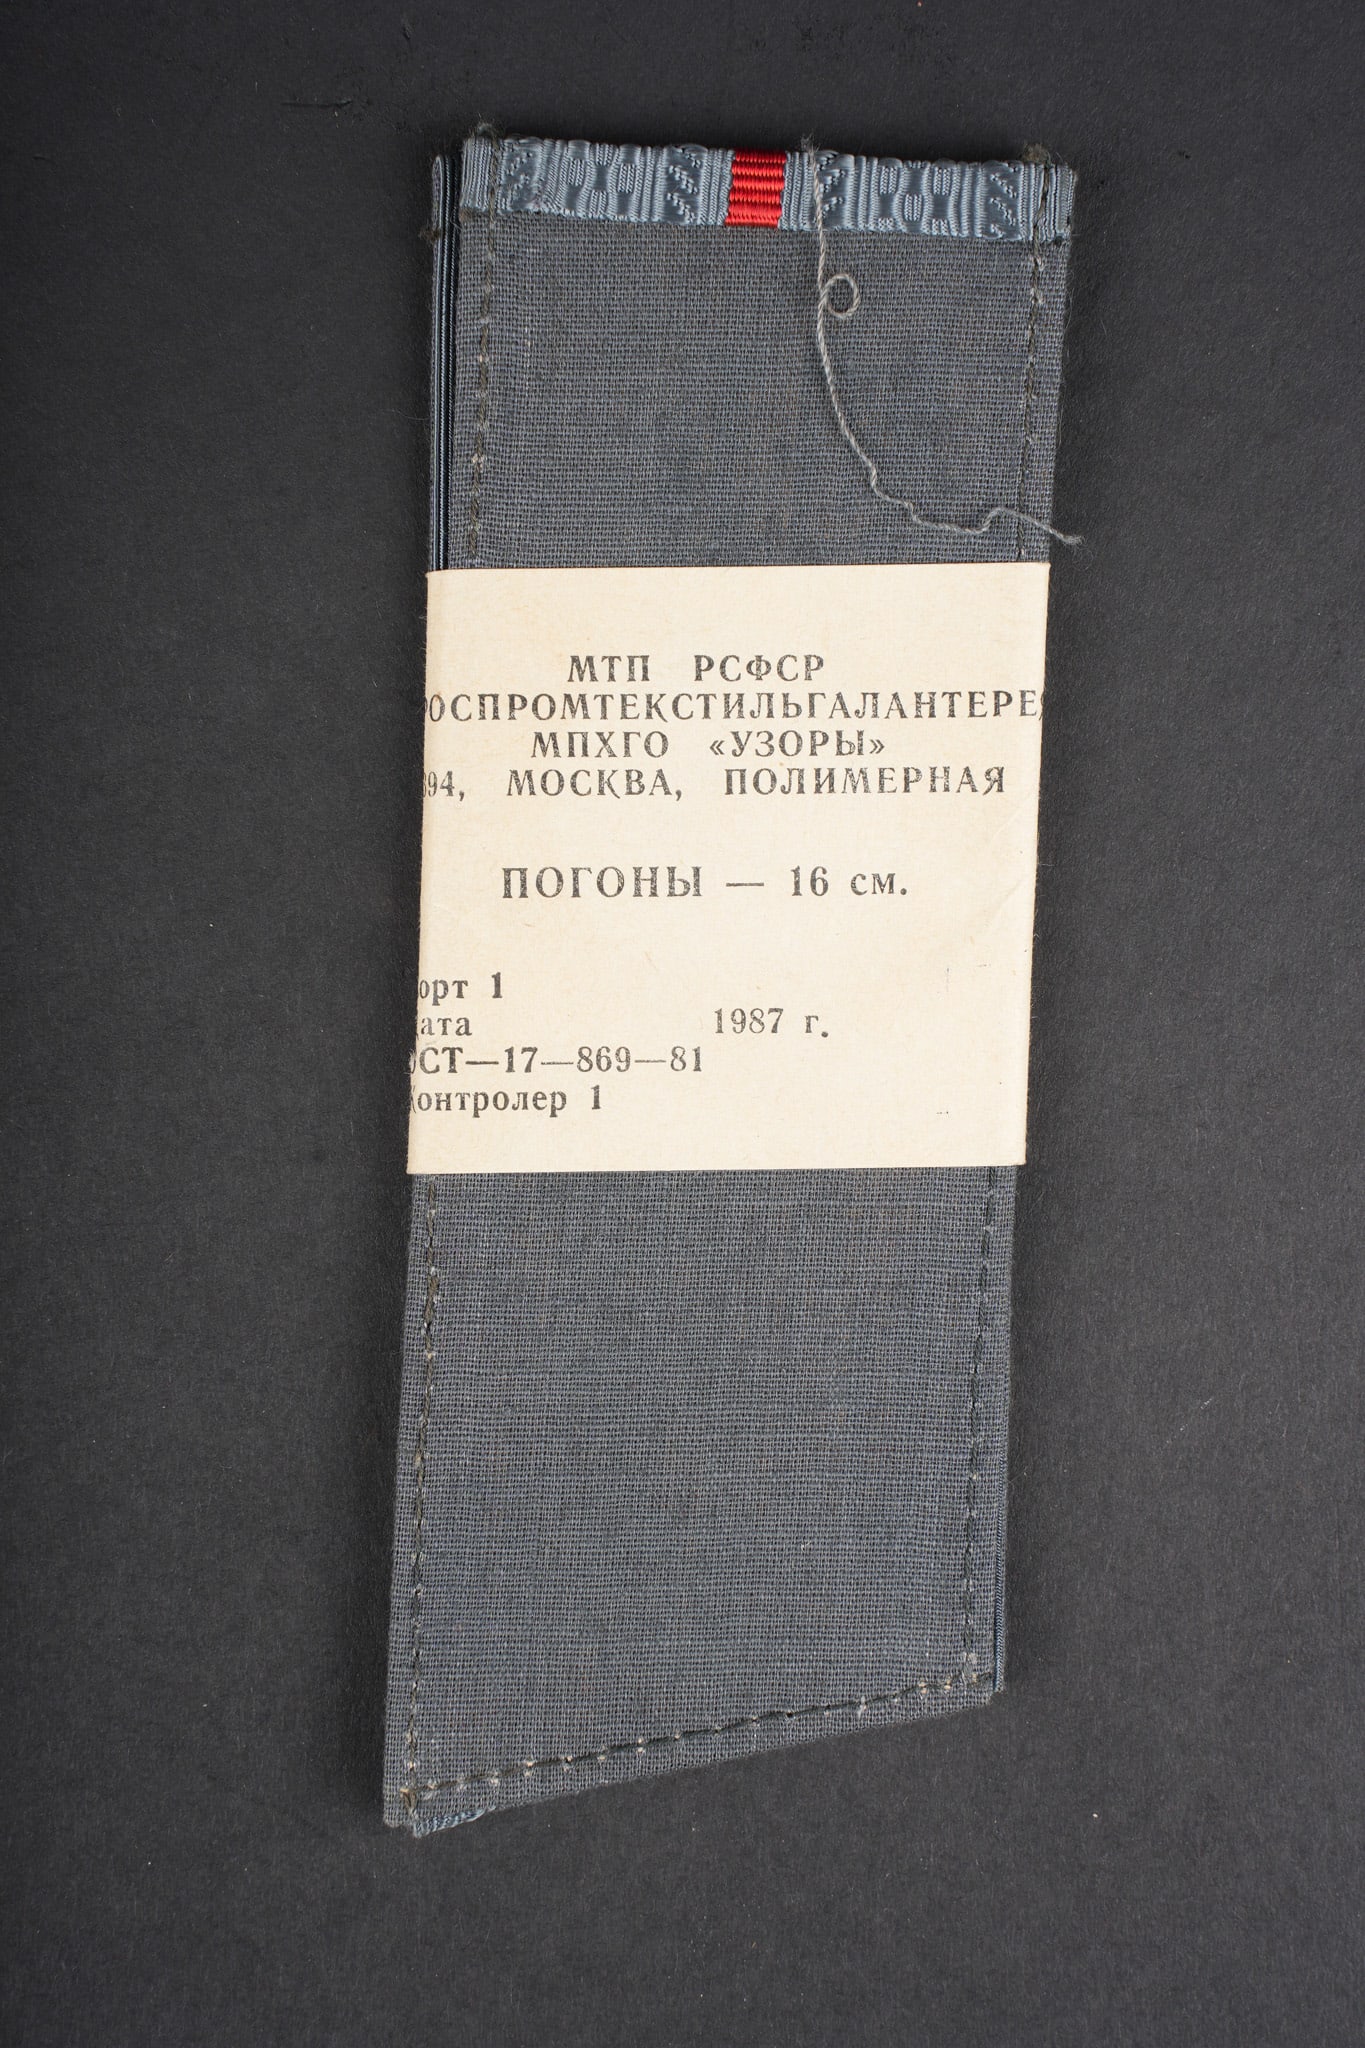 МТП РСФСР
РОСПРОМТЕКСТИЛЬГАЛАНТЕРЕЯ
МПХГО «УЗОРЫ»
394, МОСКВА, ПОЛИМЕРНАЯ
ПОГОНЫ — 16 см.
орт 1
ата 1987 г.
ОСТ—17—869—81
Контролер 1